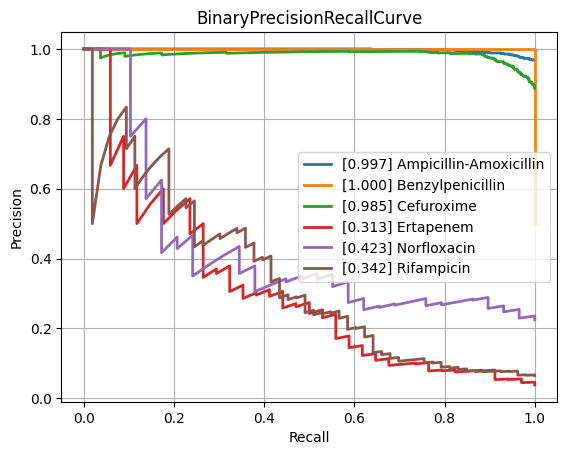 BinaryPrecisionRecallCurve
Precision
1.0
0.8
0.6
0.4
0.2
0.0
[0.997] Ampicillin-Amoxicillin
[1.000] Benzylpenicillin
[0.985] Cefuroxime
[0.313] Ertapenem
[0.423] Norfloxacin
[0.342] Rifampicin
0.0 0.2 0.4 0.6 0.8 1.0
Recall